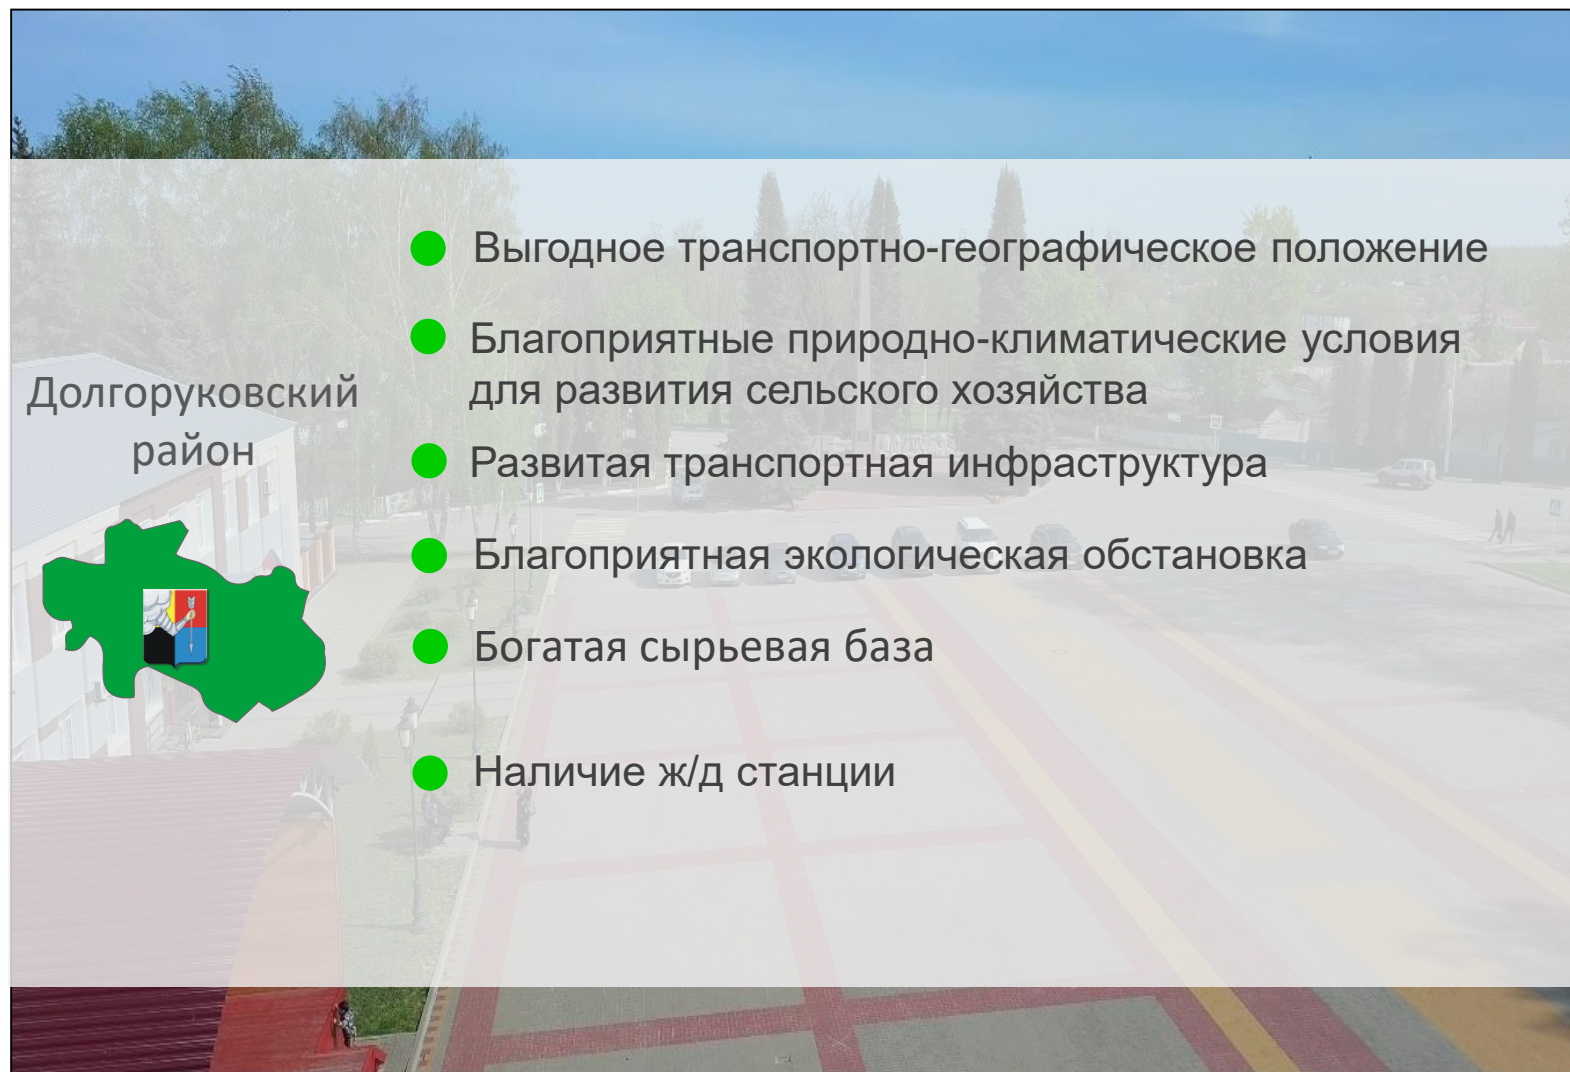 Долгоруковский
район
Выгодное транспортно-географическое положение
Благоприятные природно-климатические условия
для развития сельского хозяйства
Развитая транспортная инфраструктура
Благоприятная экологическая обстановка
Богатая сырьевая база
Наличие ж/д станции